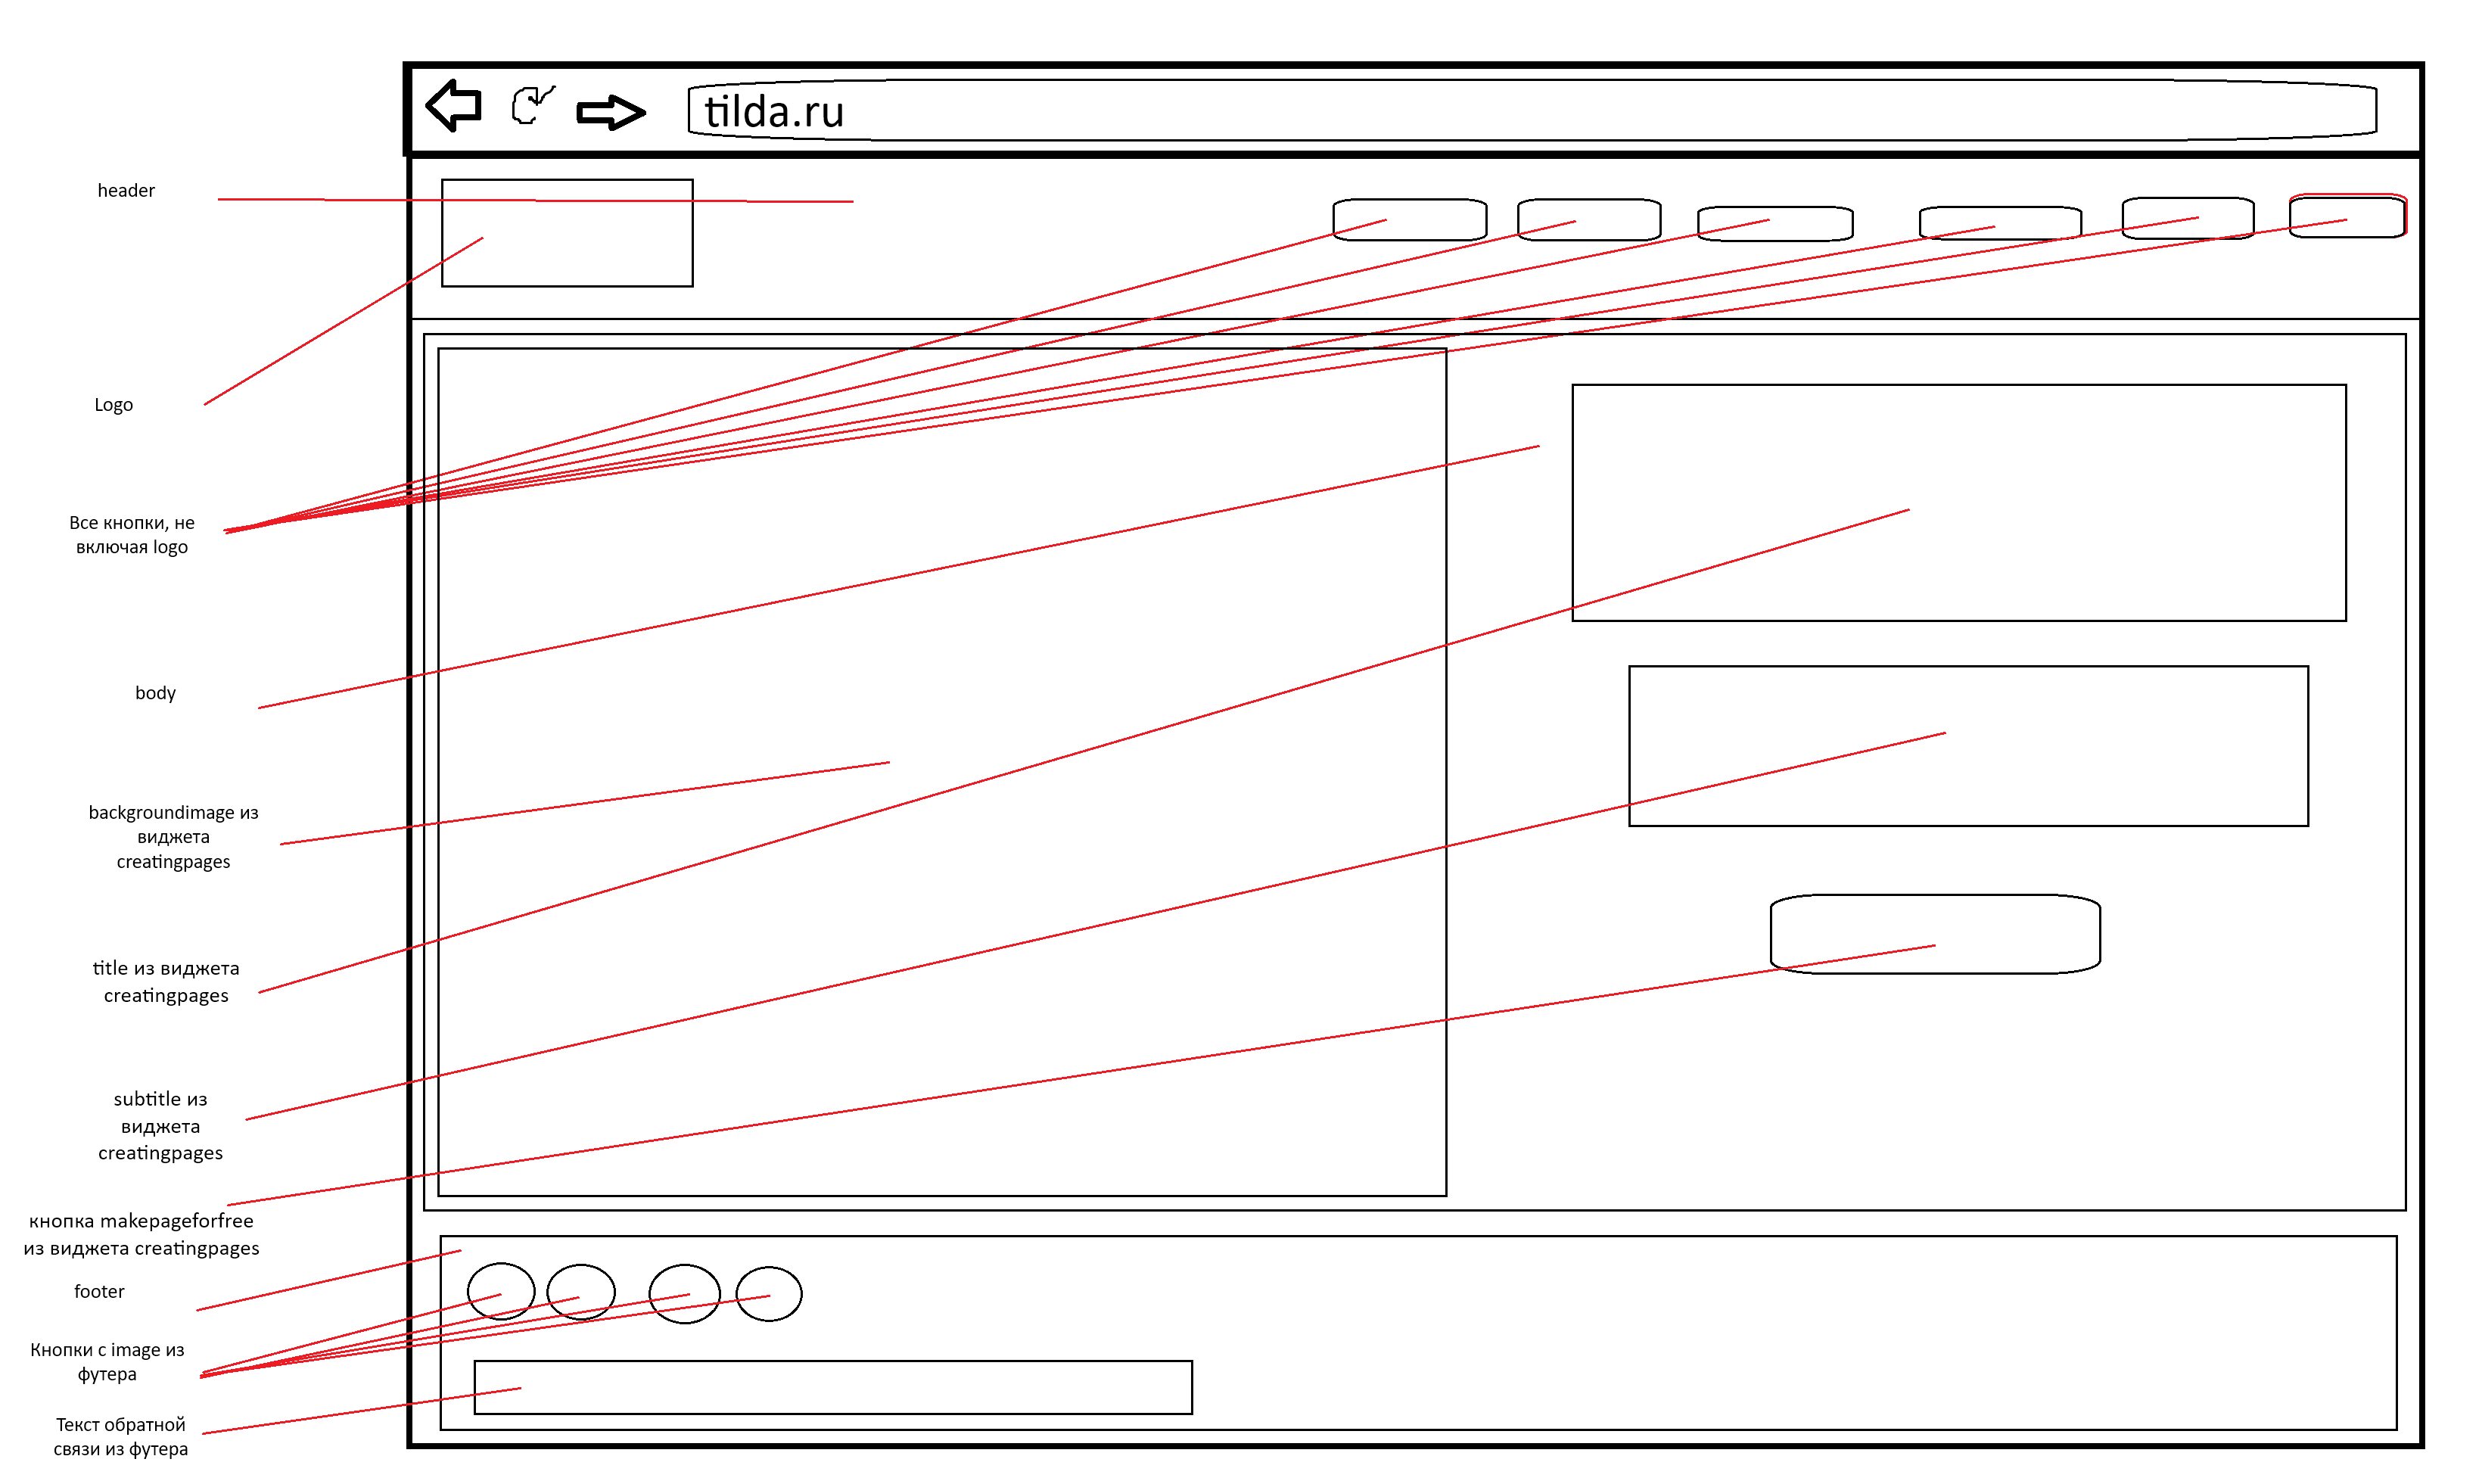 tilda.ru
header
Logo
Все кнопки, не
включая logo
body
backgroundimage из
виджета
creatingpages
title из виджета
creatingpages
subtitle из
виджета
creatingpages
кнопка makepageforfree
из виджета creatingpages
footer
Кнопки с image из
футера
Текст обратной
связи из футера